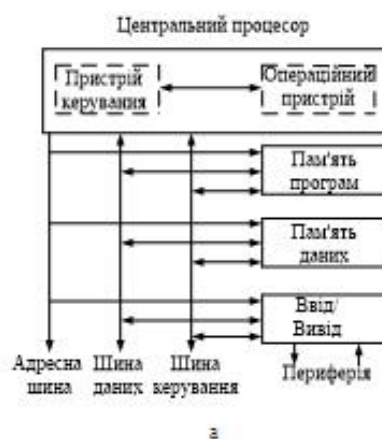 Центральний процесор
Пристрій
керування
Операційний
пристрій
Пам'ять
програм
Пам'ять
даних
Ввід/
Вивід
Адресна
шина
Шина
даних
Шина
керування
Периферія
а